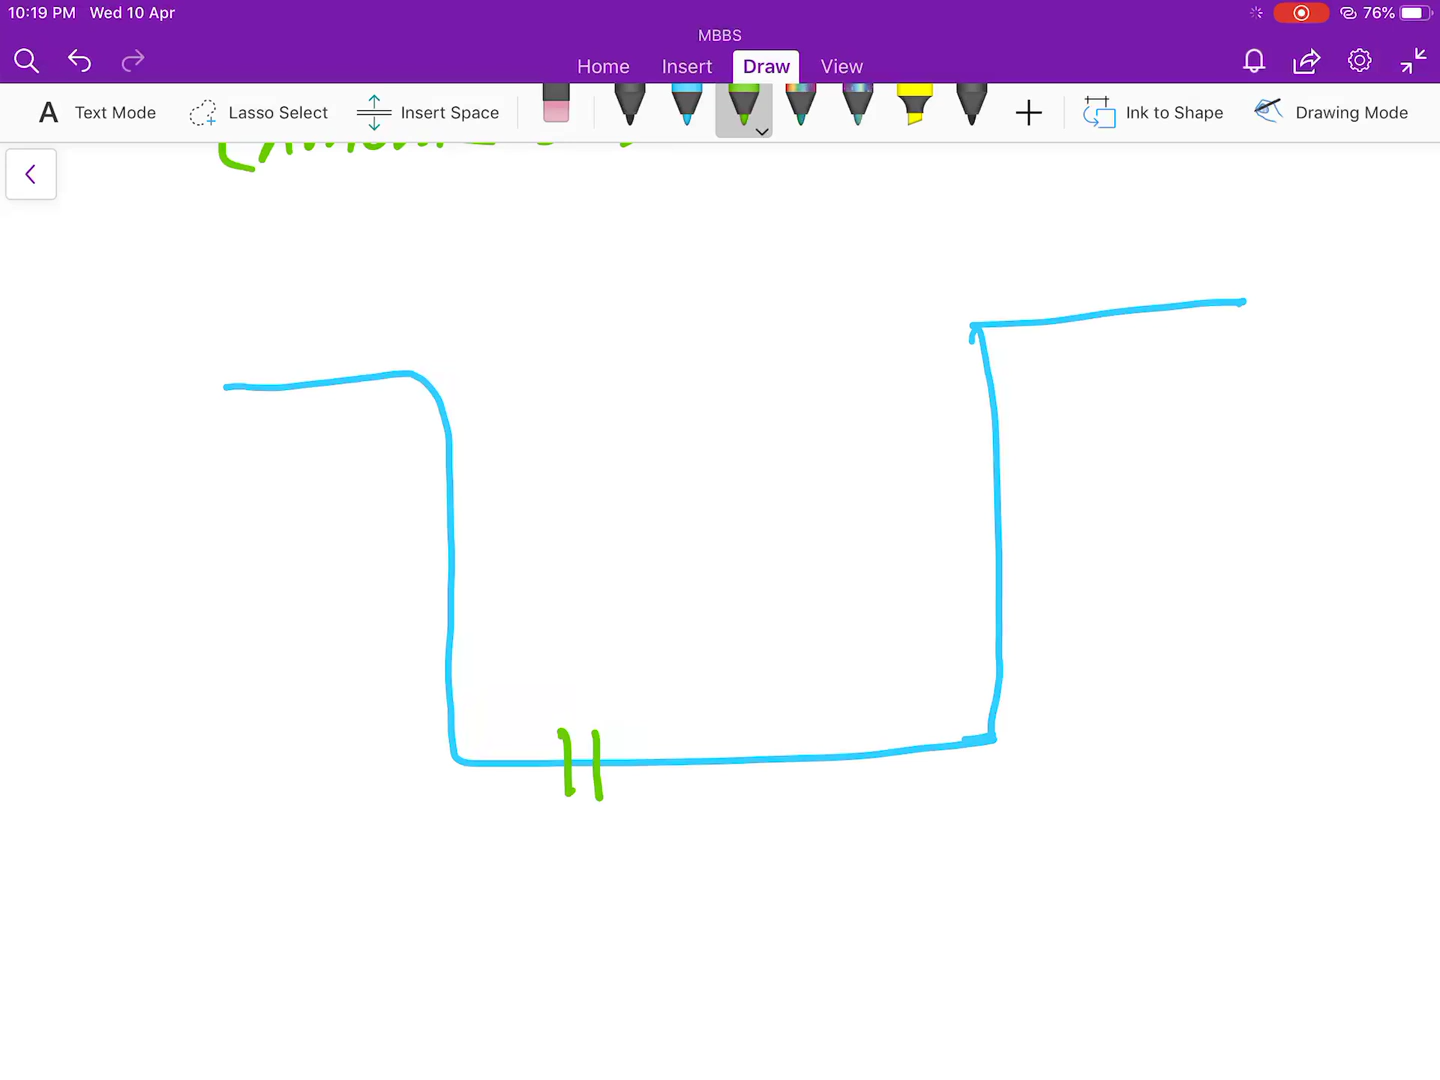 10:19 PM Wed 10 Apr 76%
MBBS
Home Insert Draw View
A Text Mode Lasso Select Insert Space Ink to Shape Drawing Mode